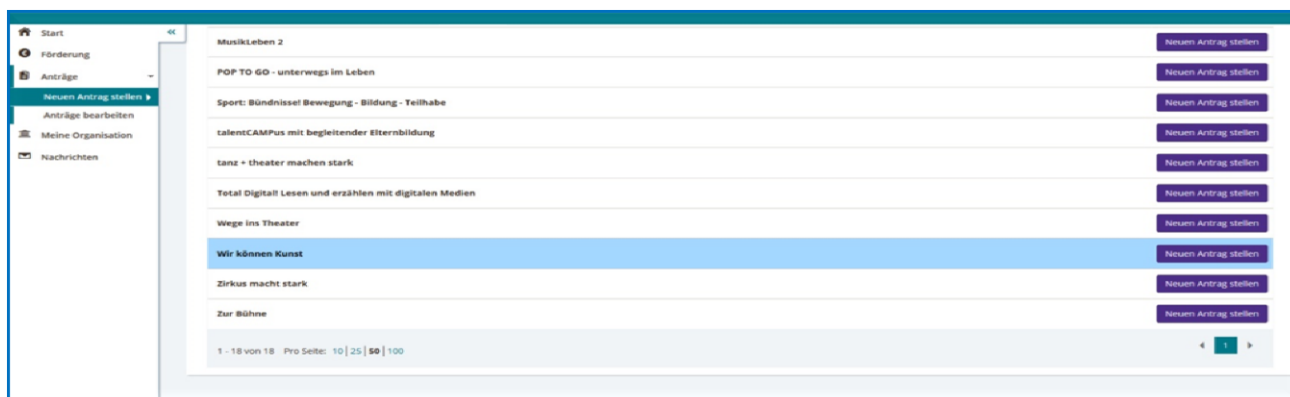 Start
«
Förderung
Anträge
Neuen Antrag stellen
Anträge bearbeiten
Meine Organisation
Nachrichten
MusikLeben 2 Neuen Antrag stellen
POP TO GO - unterwegs im Leben Neuen Antrag stellen
Sport: Bündnisse! Bewegung - Bildung - Teilhabe Neuen Antrag stellen
talentCAMPus mit begleitender Elternbildung Neuen Antrag stellen
tanz + theater machen stark Neuen Antrag stellen
Total Digital! Lesen und erzählen mit digitalen Medien Neuen Antrag stellen
Wege ins Theater Neuen Antrag stellen
Wir können Kunst Neuen Antrag stellen
Zirkus macht stark Neuen Antrag stellen
Zur Bühne Neuen Antrag stellen
1 - 18 von 18 Pro Seite: 10 | 25 | 50 | 100 1